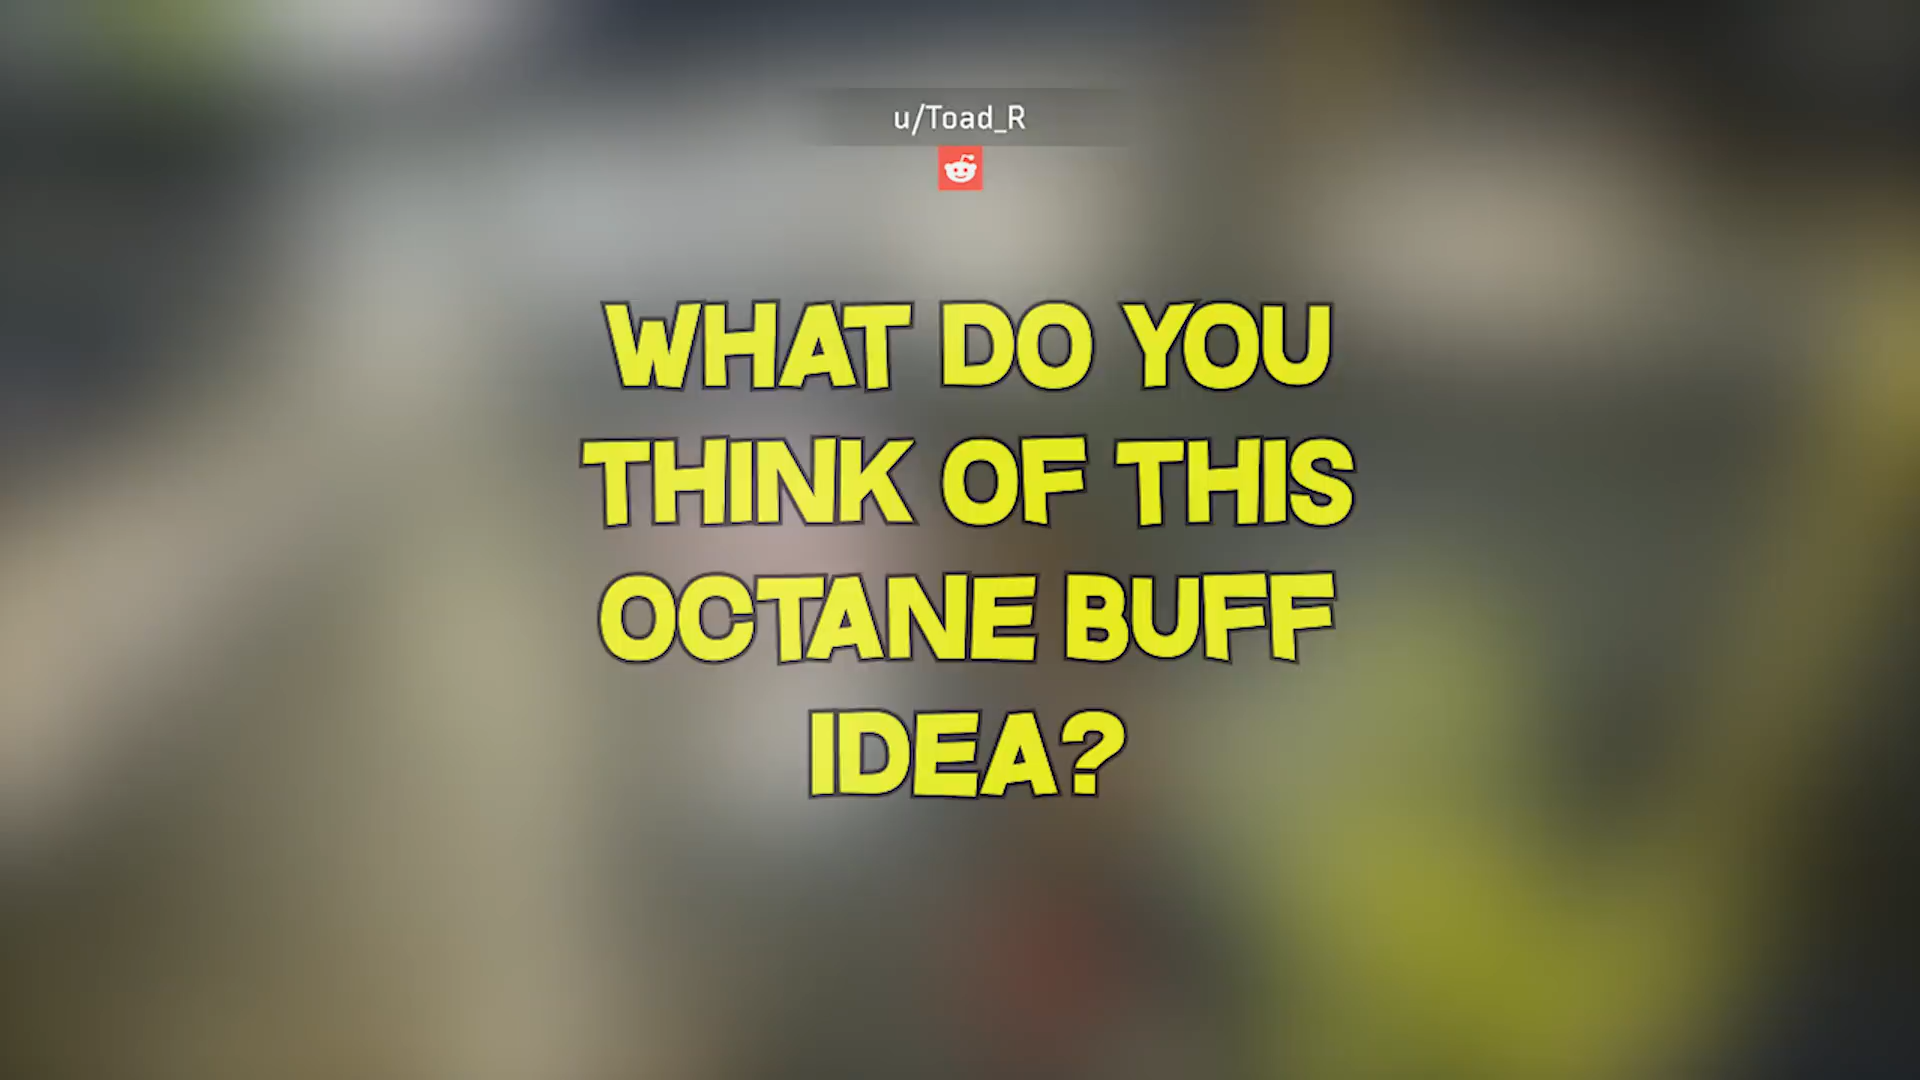 u/Toad_R
WHAT DO YOU
THINK OF THIS
OCTANE BUFF
IDEA?